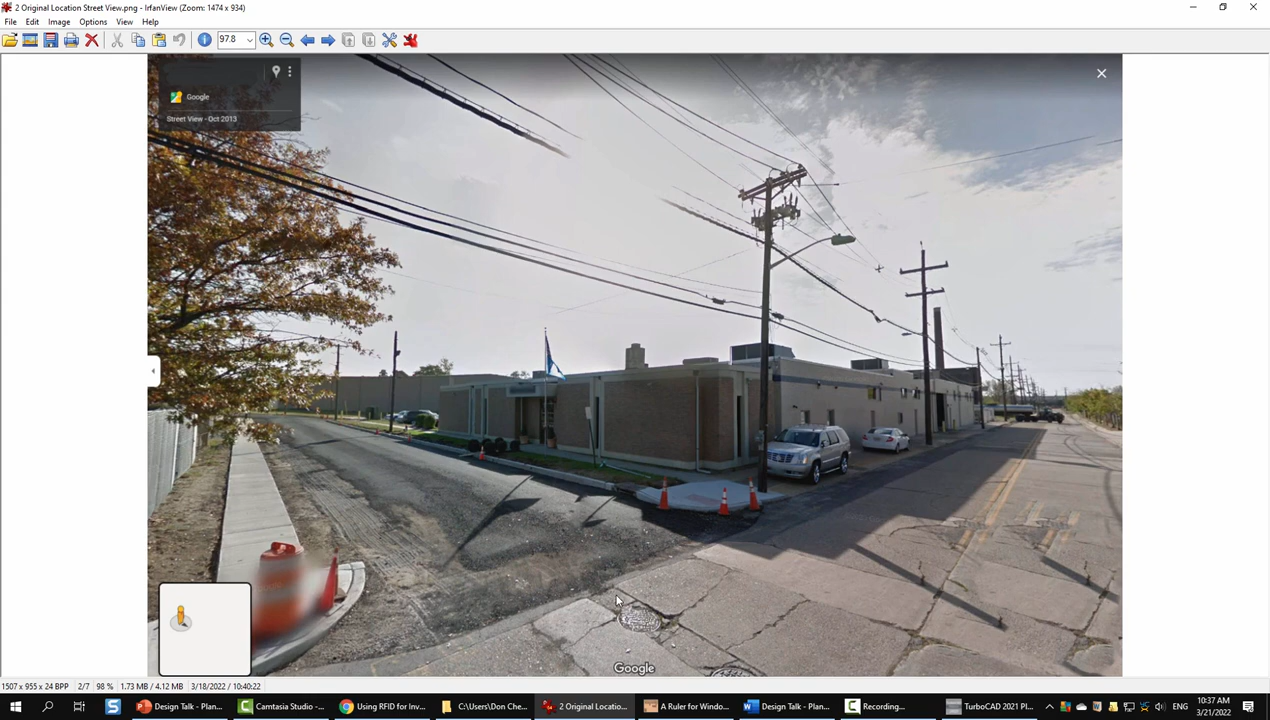 2 Original Location Street View.png - IrfanView (Zoom: 1474 x 934)
File Edit Image Options View Help
97.8
Google
Street View - Oct 2013
Google
1507 x 955 x 24 BPP 2/7 98 % 1.73 MB / 4.12 MB 3/18/2022 / 10:40:22
Design Talk - Plan... Camtasia Studio -... Using RFID for Inv... C:\Users\Don Che... 2 Original Locatio... A Ruler for Windo... Design Talk - Plan... Recording... TurboCAD 2021 Pl... ENG 10:37 AM
3/21/2022